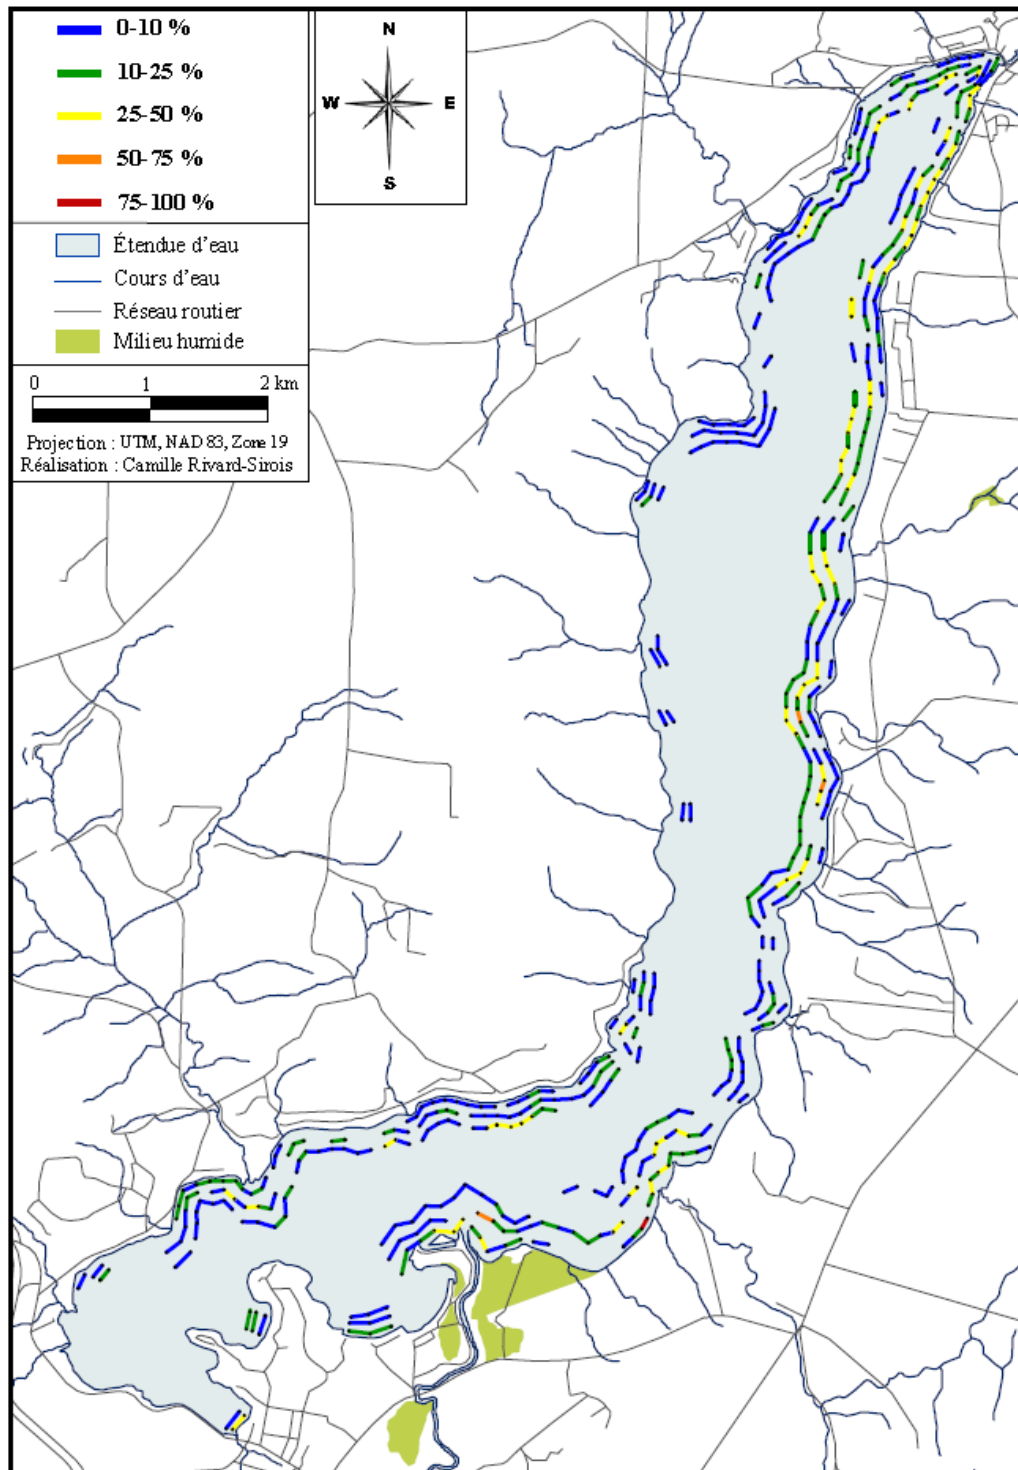 0-10 %
10-25 %
25-50 %
50-75 %
75-100 %
N
W E
S
Étendue d'eau
Cours d'eau
Réseau routier
Milieu humide
0 1 2 km
Projection : UTM, NAD 83, Zone 19
Réalisation : Camille Rivard-Sirois